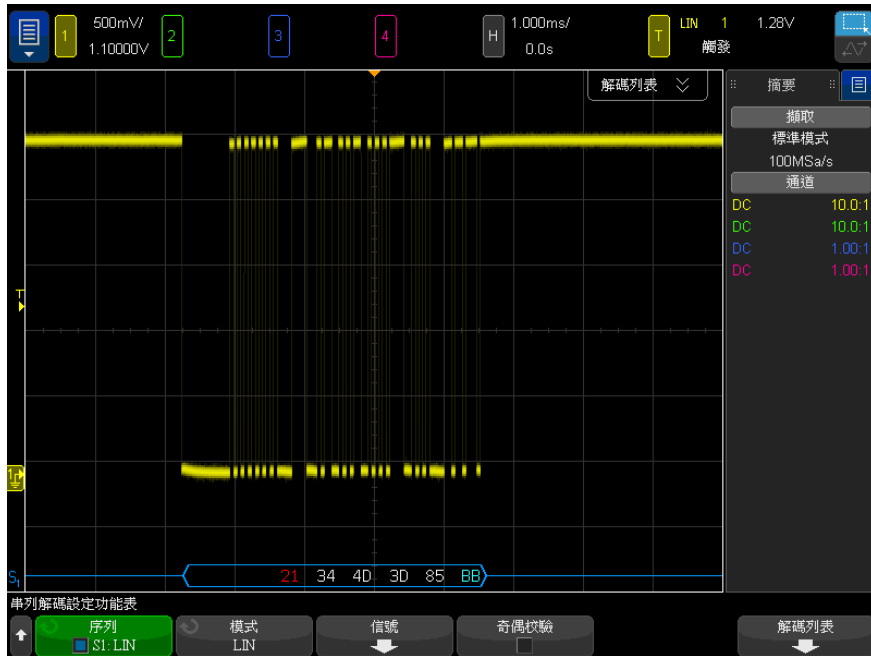 1 500mV/ 2 3 4 H 1.000ms/ T LIN 1 1.28V
1.10000V 0.0s 觸發
解碼列表 摘要
擷取
標準模式
100MSa/s
通道
DC 10.0:1
DC 10.0:1
DC 1.00:1
DC 1.00:1
T
1
S1 21 34 4D 3D 85 BB
串列解碼設定功能表
序列 模式 信號 奇偶校驗 解碼列表
S1: LIN LIN